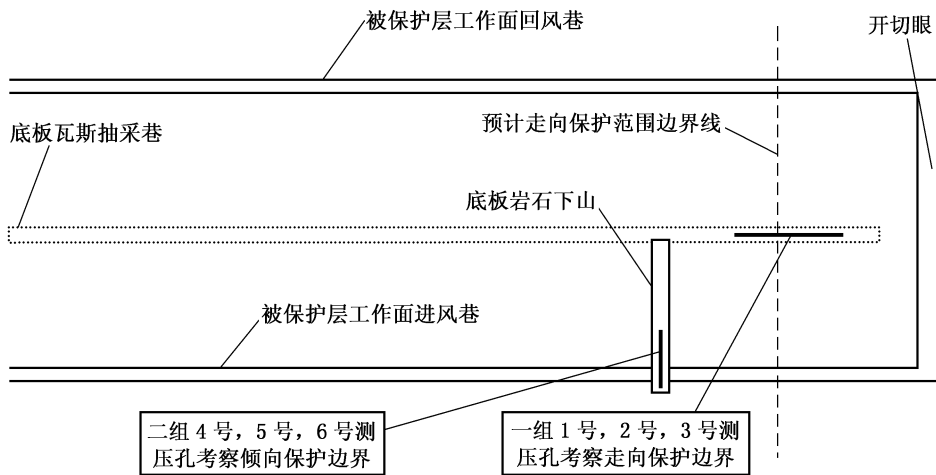 被保护层工作面回风巷
开切眼
底板瓦斯抽采巷
预计走向保护范围边界线
底板岩石下山
被保护层工作面进风巷
二组4号,5号,6号测
压孔考察倾向保护边界
一组1号,2号,3号测
压孔考察走向保护边界